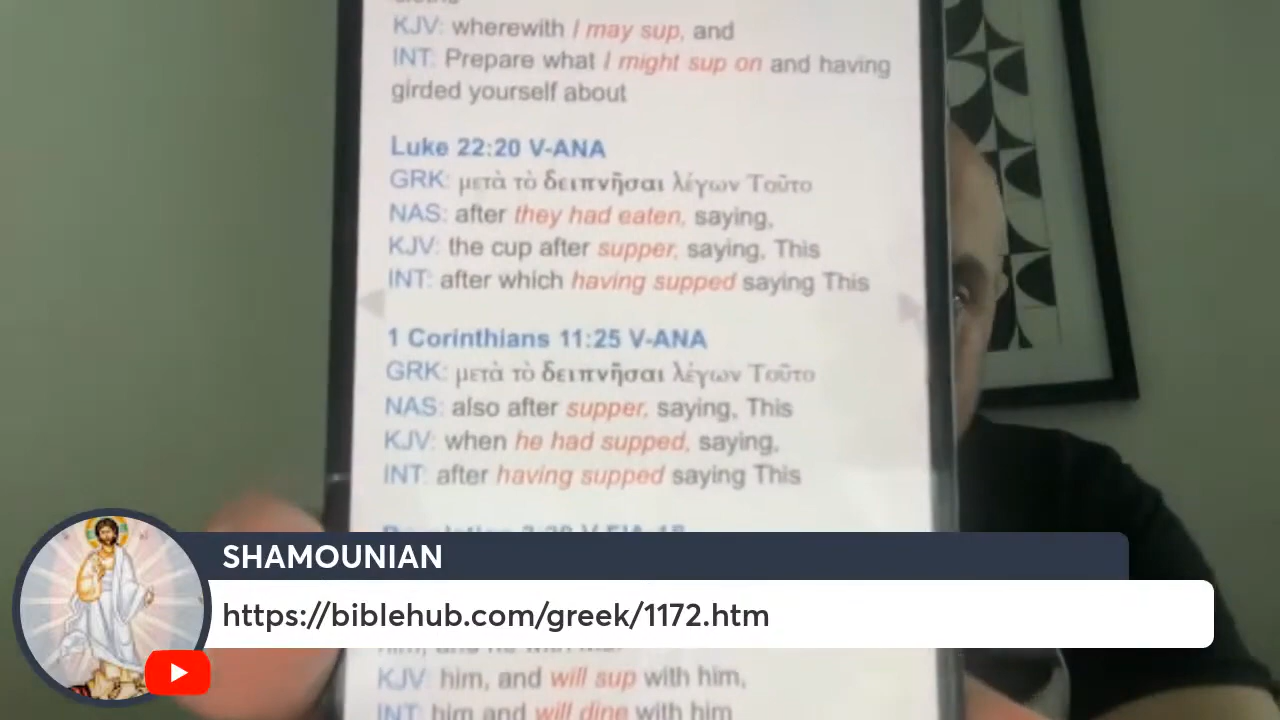 KJV: wherewith I may sup, and
INT: Prepare what I might sup on and having
girded yourself about
Luke 22:20 V-ANA
GRK: μετὰ τὸ δειπνῆσαι λέγων Τοῦτο
NAS: after they had eaten, saying,
KJV: the cup after supper, saying, This
INT: after which having supped saying This
1 Corinthians 11:25 V-ANA
GRK: μετὰ τὸ δειπνῆσαι λέγων Τοῦτο
NAS: also after supper, saying, This
KJV: when he had supped, saying,
INT: after having supped saying This
SHAMOUNIAN
https://biblehub.com/greek/1172.htm
KJV: him, and will sup with him,
INT: him and will dine with him